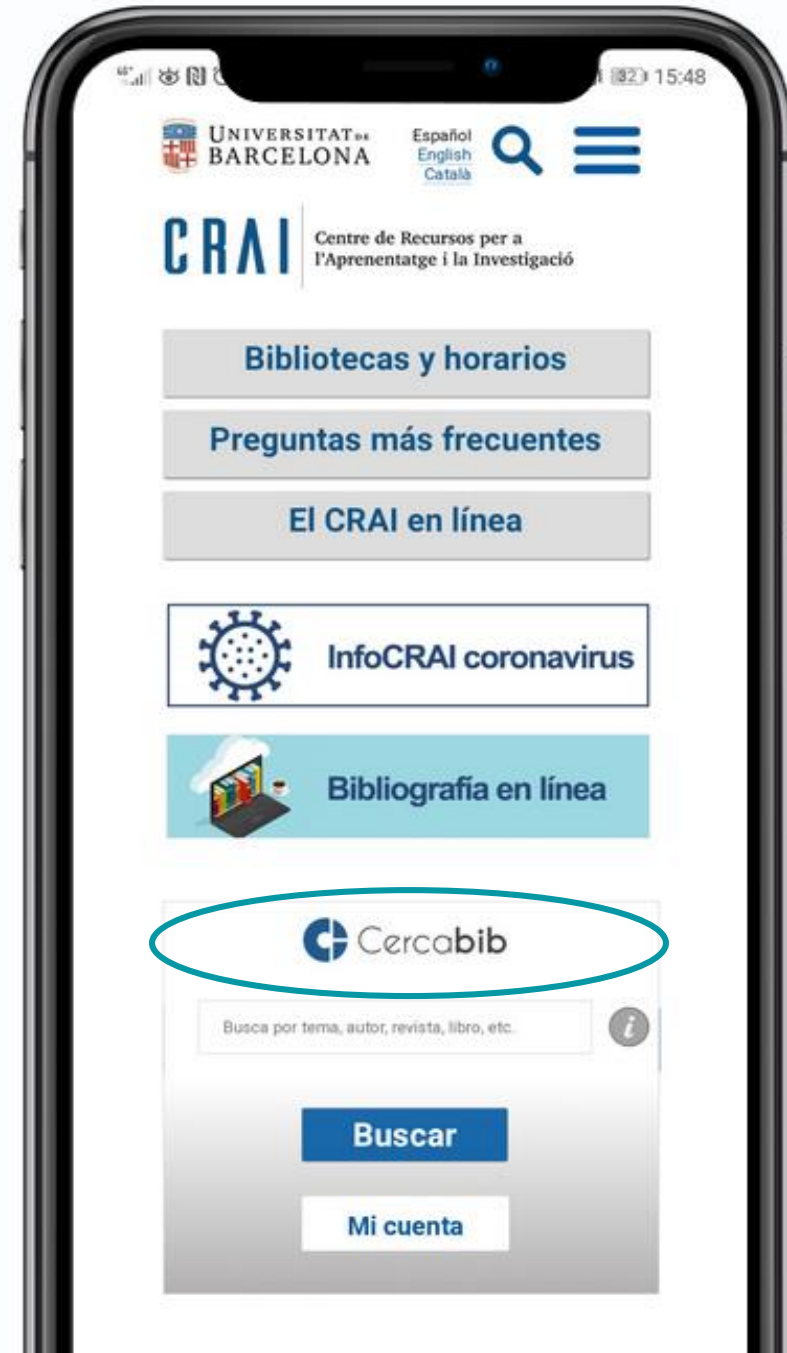 32 15:48
UNIVERSITAT DE
BARCELONA
Español
English
Català
CRAI
Centre de Recursos per a
l'Aprenentatge i la Investigació
Bibliotecas y horarios
Preguntas más frecuentes
El CRAI en línea
InfoCRAI coronavirus
Bibliografía en línea
Cercabib
Busca por tema, autor, revista, libro, etc.
i
Buscar
Mi cuenta